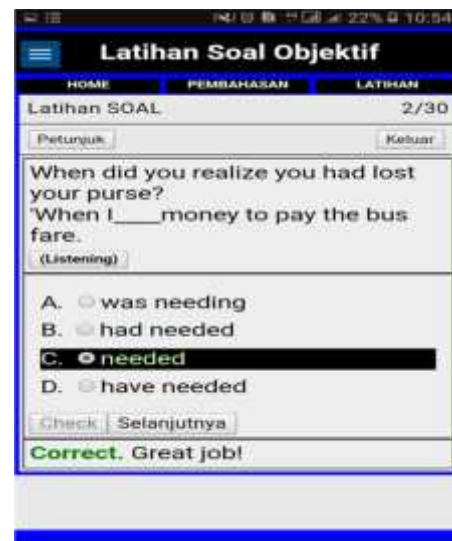 22% 10:54
Latihan Soal Objektif
HOME PEMBAHASAN LATIHAN
Latihan SOAL 2/30
Petunjuk Keluar
When did you realize you had lost
your purse?
'When I____money to pay the bus
fare.
(Listening)
A. was needing
B. had needed
C. needed
D. have needed
Check Selanjutnya
Correct. Great job!